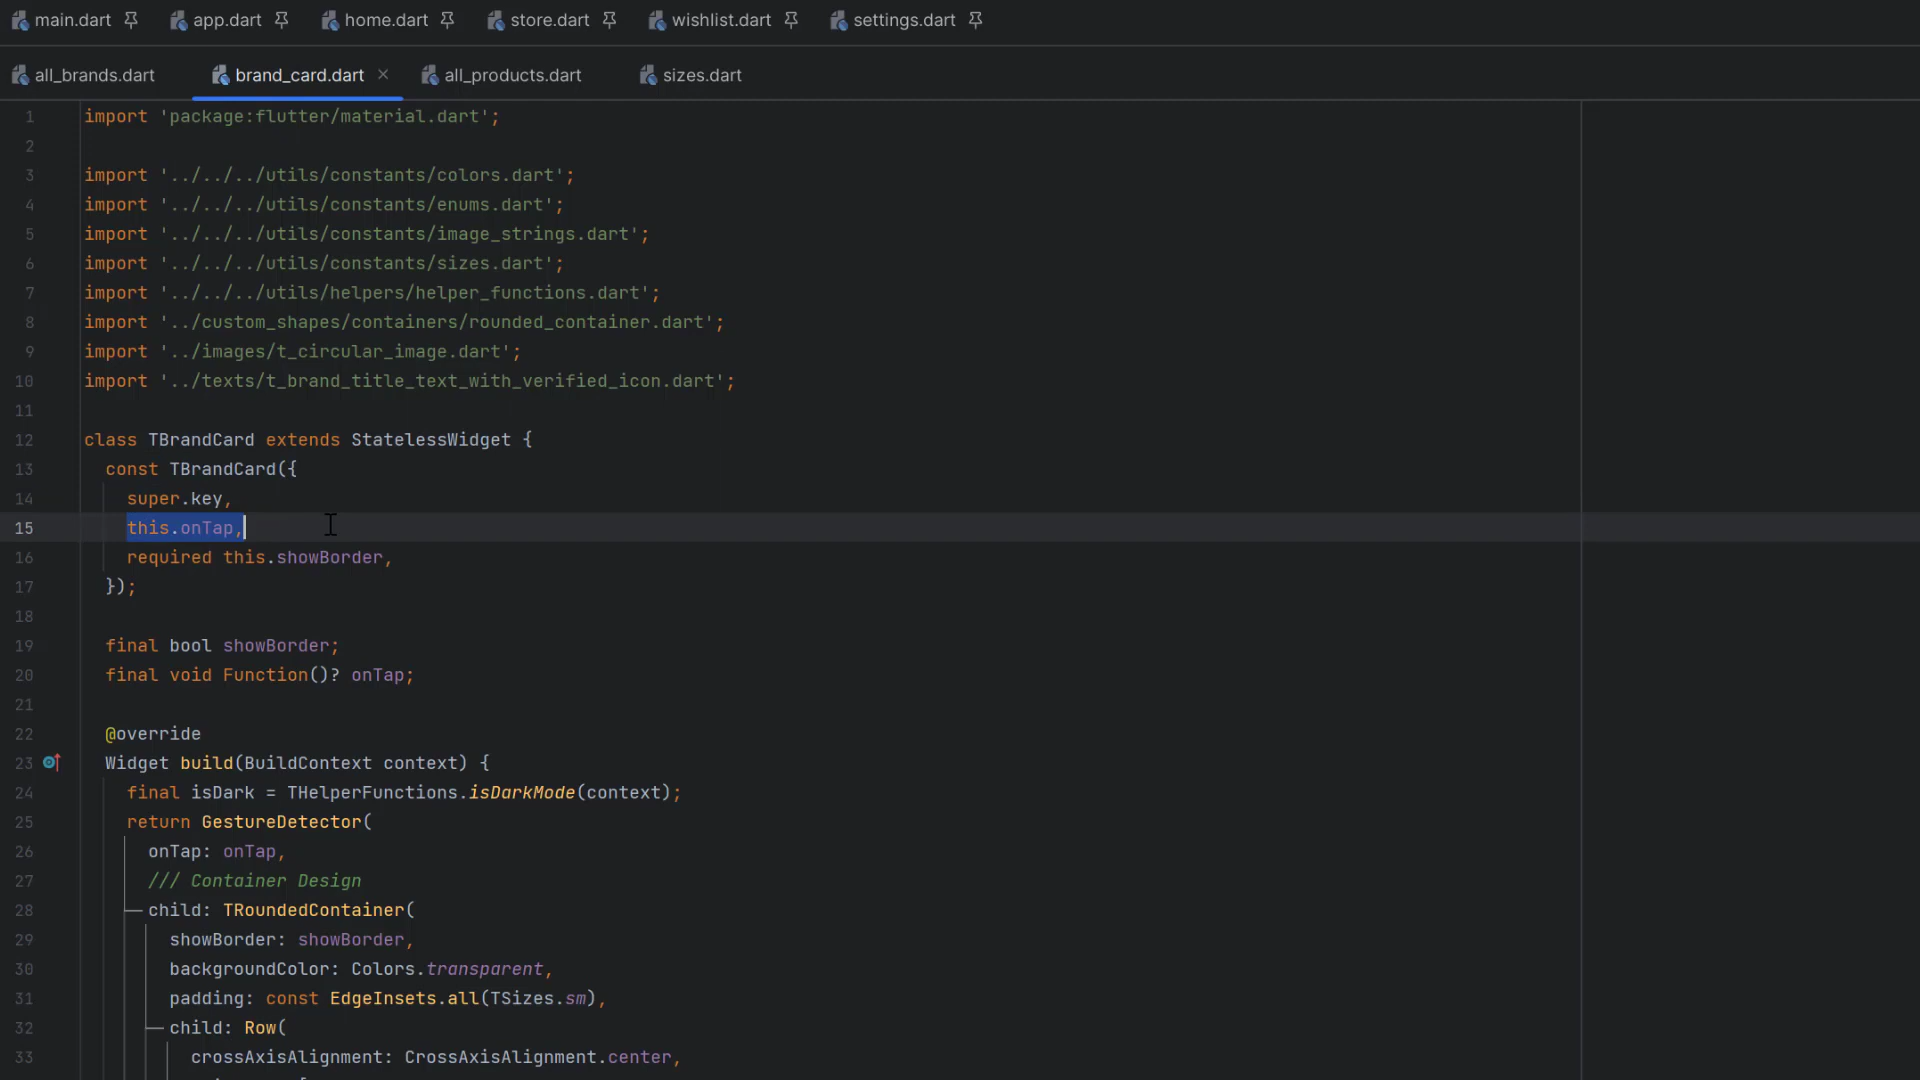 main.dart app.dart home.dart store.dart wishlist.dart settings.dart
all_brands.dart brand_card.dart × all_products.dart sizes.dart
1 import 'package:flutter/material.dart';
2
3 import '../../../utils/constants/colors.dart';
4 import '../../../utils/constants/enums.dart';
5 import '../../../utils/constants/image_strings.dart';
6 import '../../../utils/constants/sizes.dart';
7 import '../../../utils/helpers/helper_functions.dart';
8 import '../custom_shapes/containers/rounded_container.dart';
9 import '../images/t_circular_image.dart';
10 import '../texts/t_brand_title_text_with_verified_icon.dart';
11
12 class TBrandCard extends StatelessWidget {
13 const TBrandCard({
14 super.key,
15 this.onTap,
16 required this.showBorder,
17 });
18
19 final bool showBorder;
20 final void Function()? onTap;
21
22 @override
23 Widget build(BuildContext context) {
24 final isDark = THelperFunctions.isDarkMode(context);
25 return GestureDetector(
26 onTap: onTap,
27 /// Container Design
28 child: TRoundedContainer(
29 showBorder: showBorder,
30 backgroundColor: Colors.transparent,
31 padding: const EdgeInsets.all(TSizes.sm),
32 child: Row(
33 crossAxisAlignment: CrossAxisAlignment.center,